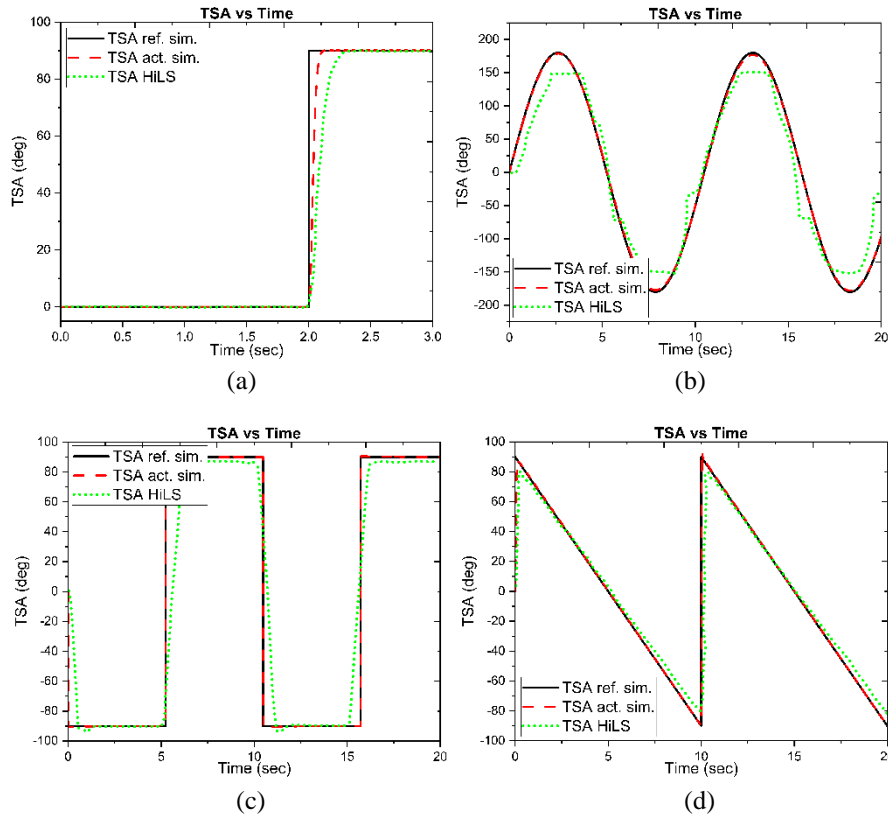 TSA vs Time
TSA ref. sim.
TSA act. sim.
TSA HiLS
TSA (deg)
80
60
40
20
0
0.0 0.5 1.0 1.5 2.0 2.5 3.0
Time (sec)
(a)
TSA vs Time
TSA (deg)
200
150
100
50
0
-50
-100
-150
-200
TSA ref. sim.
TSA act. sim.
TSA HiLS
0 5 10 15 20
Time (sec)
(b)
TSA vs Time
100
80
60
40
20
0
-20
-40
-60
-80
-100
TSA ref. sim.
TSA act. sim.
TSA HiLS
TSA (deg)
0 5 10 15 20
Time (sec)
(c)
TSA vs Time
100
80
60
40
20
0
-20
-40
-60
-80
-100
TSA (deg)
TSA ref. sim.
TSA act. sim.
TSA HiLS
0 5 10 15 20
Time (sec)
(d)